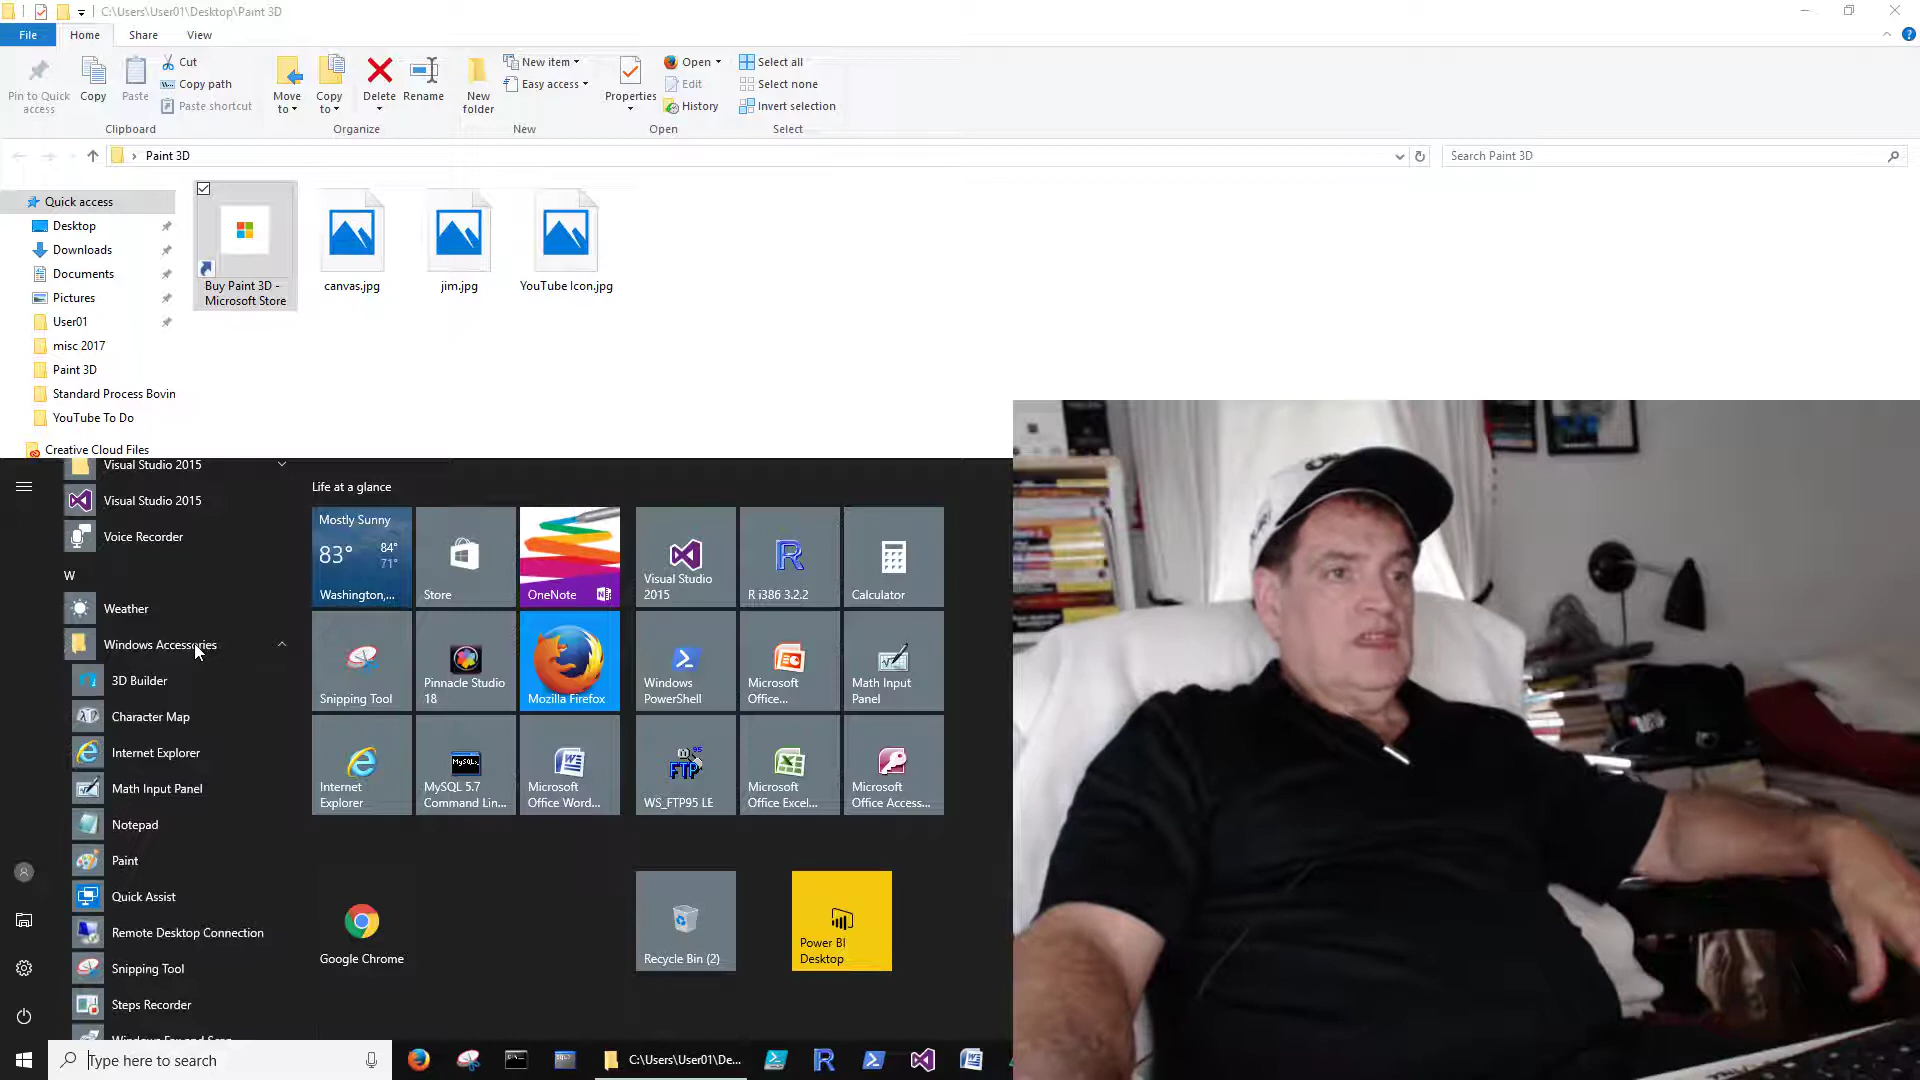 C:\Users\User01\Desktop\Paint 3D
File
Home
Share
View
Pin to Quick
access
Copy
Paste
Cut
Copy path
Paste shortcut
Clipboard
Move
to
Copy
to
Delete
Rename
Organize
New
folder
New item
Easy access
New
Properties
Open
Edit
History
Open
Select all
Select none
Invert selection
Select
Paint 3D
Search Paint 3D
Quick access
Desktop
Downloads
Documents
Pictures
User01
misc 2017
Paint 3D
Standard Process Bovin
YouTube To Do
Creative Cloud Files
Buy Paint 3D -
Microsoft Store
canvas.jpg
jim.jpg
YouTube Icon.jpg
Visual Studio 2015
Visual Studio 2015
Voice Recorder
W
Weather
Windows Accessories
3D Builder
Character Map
Internet Explorer
Math Input Panel
Notepad
Paint
Quick Assist
Remote Desktop Connection
Snipping Tool
Steps Recorder
Life at a glance
Mostly Sunny
83° 84°
71°
Washington,...
Store
OneNote
Visual Studio
2015
R i386 3.2.2
Calculator
Snipping Tool
Pinnacle Studio
18
Mozilla Firefox
Windows
PowerShell
Microsoft
Office...
Math Input
Panel
Internet
Explorer
MySQL 5.7
Command Lin...
Microsoft
Office Word...
95
FTP
WS_FTP95 LE
Microsoft
Office Excel...
Microsoft
Office Access...
Google Chrome
Recycle Bin (2)
Power BI
Desktop
Type here to search
C:\Users\User01\De...